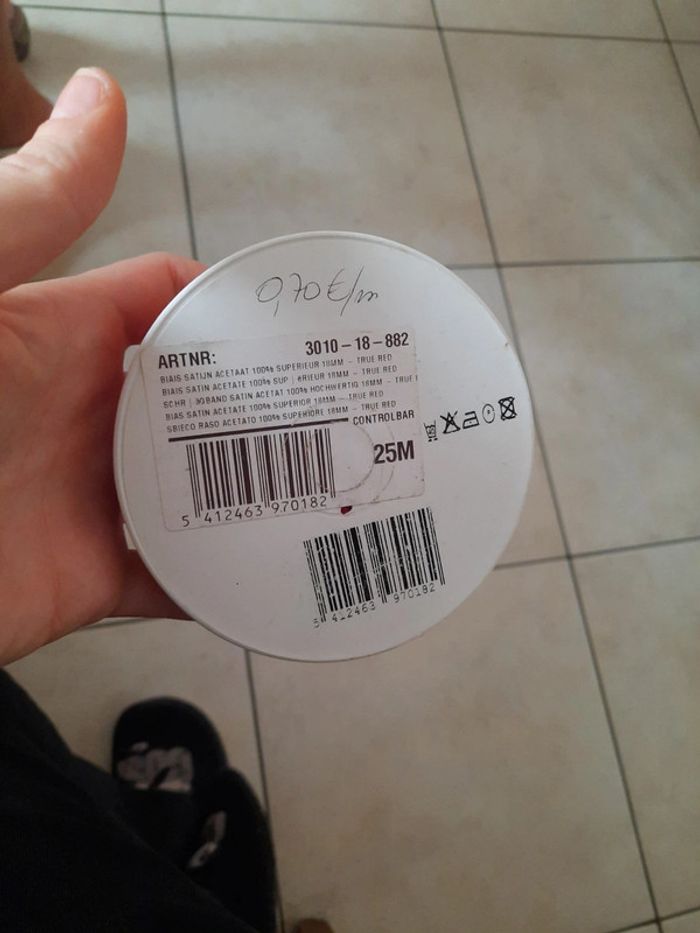 0,70 €/m
ARTNR: 3010-18-882
BIAIS SATIJN ACETAAT 100% SUPERIEUR 18MM - TRUE RED
BIAIS SATIN ACETATE 100% SUP ERIEUR 18MM - TRUE RED
SCHR BAND SATIN ACETAT 100% HOCHWERTIG 18MM - TRUE
BIAS SATIN ACETATE 100% SUPERIOR 18MM - TRUE RED
SBIECO RASO ACETATO 100% SUPERIORE 18MM - TRUE RED
CONTROLBAR
25M
5 412463 970182
5 412463 970182